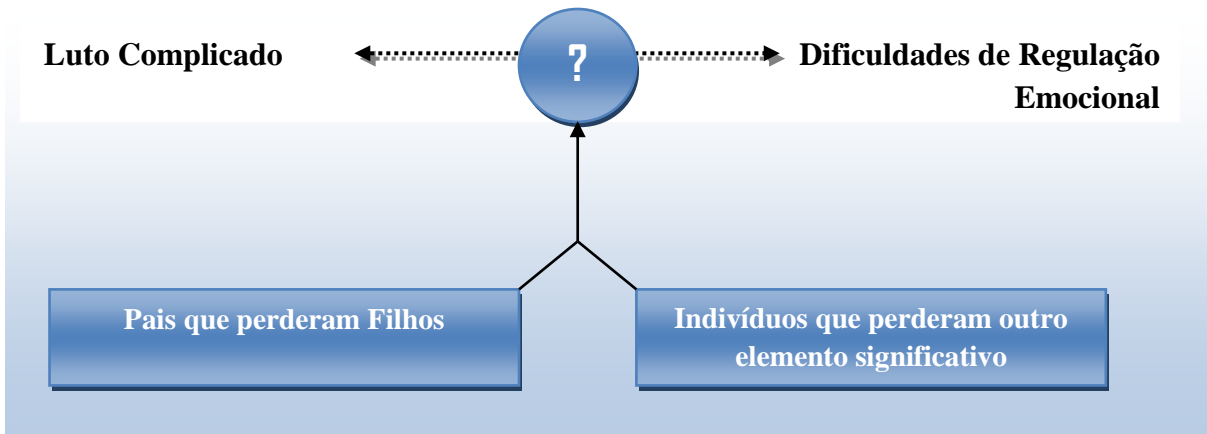 Luto Complicado
?
Dificuldades de Regulação
Emocional
Pais que perderam Filhos
Indivíduos que perderam outro
elemento significativo